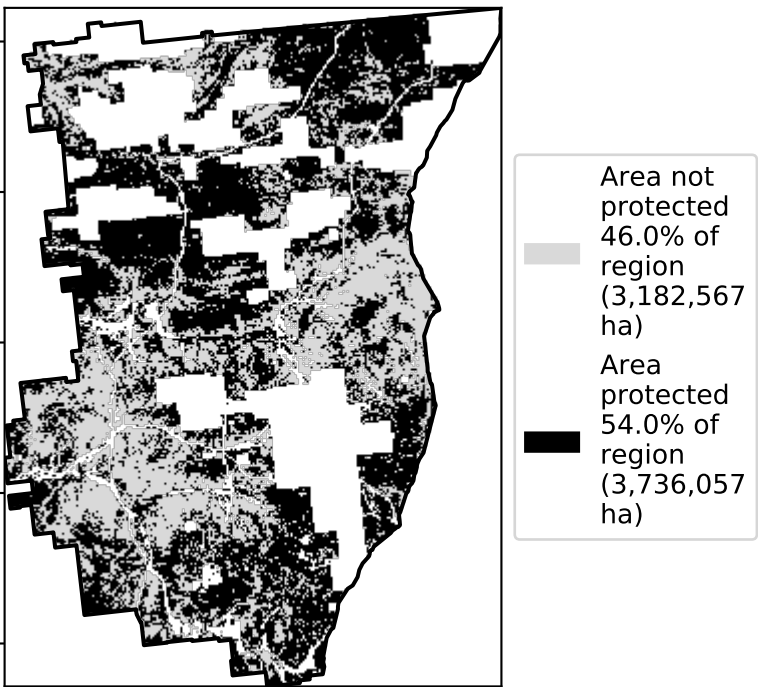 Area not
protected
46.0% of
region
(3,182,567
ha)
Area
protected
54.0% of
region
(3,736,057
ha)